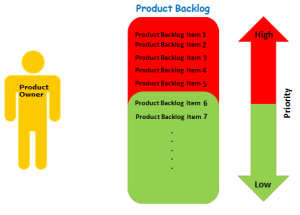 Product Backlog
Product Backlog Item 1
Product Backlog Item 2
Product Backlog Item 3
Product Backlog Item 4
Product Backlog Item 5
Product Backlog Item 6
Product Backlog Item 7
.
.
.
.
.
Product
Owner
High
Priority
Low